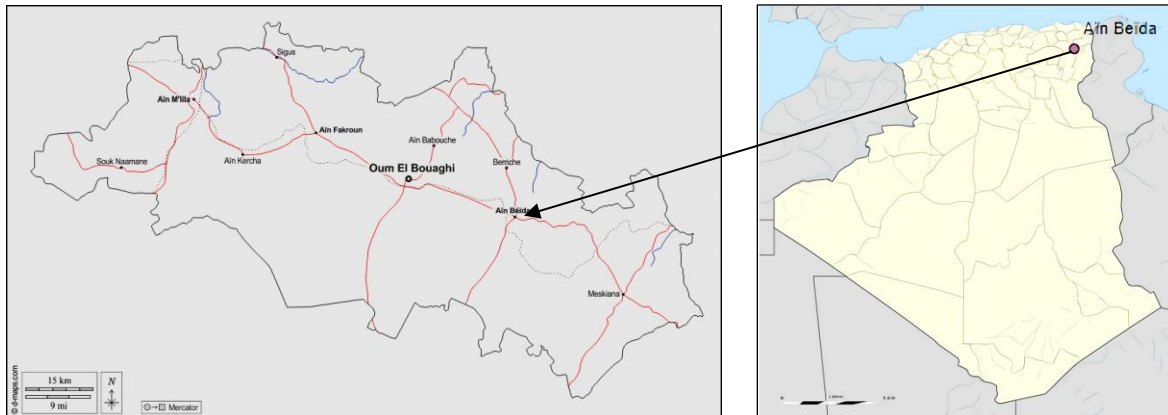 Sigus
Aïn M'lila
Aïn Fakroun
Aïn Babouche
Souk Naamane
Aïn Kercha
Oum El Bouaghi
Berriche
Aïn Beïda
Meskiana
15 km
9 mi
N
Mercator
© d-maps.com
Aïn Beïda